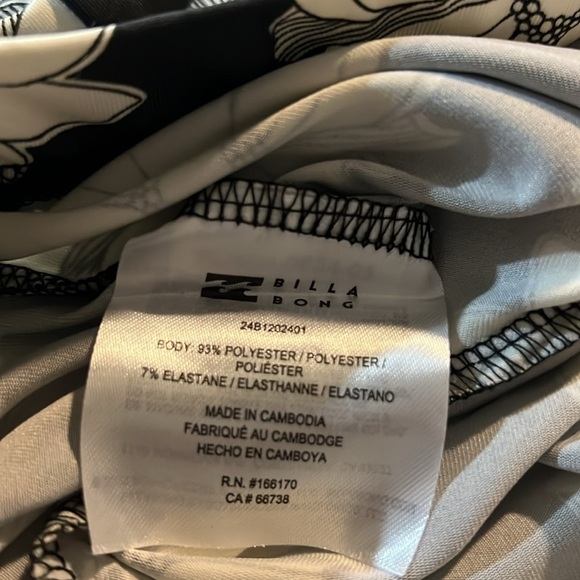 BILLA
BONG
24B1202401
BODY: 93% POLYESTER / POLYESTER /
POLIÉSTER
7% ELASTANE / ELASTHANNE / ELASTANO
MADE IN CAMBODIA
FABRIQUÉ AU CAMBODGE
HECHO EN CAMBOYA
R.N. #166170
CA # 66738